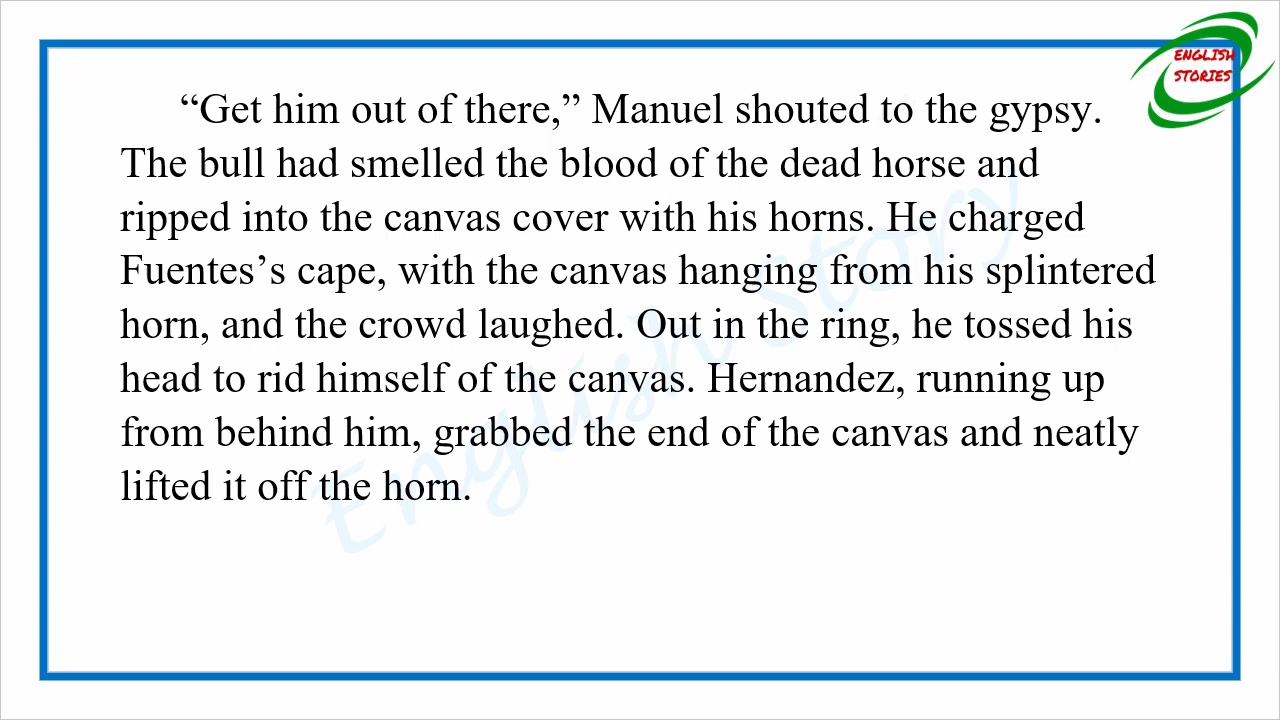 ENGLISH
STORIES
“Get him out of there,” Manuel shouted to the gypsy.
The bull had smelled the blood of the dead horse and
ripped into the canvas cover with his horns. He charged
Fuentes’s cape, with the canvas hanging from his splintered
horn, and the crowd laughed. Out in the ring, he tossed his
head to rid himself of the canvas. Hernandez, running up
from behind him, grabbed the end of the canvas and neatly
lifted it off the horn.
English Story